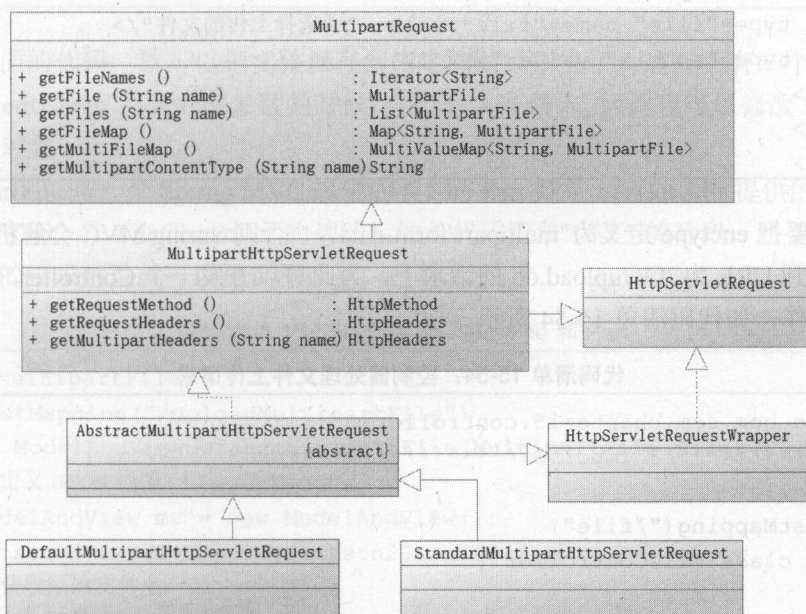 MultipartRequest
+ getFileNames () : Iterator<String>
+ getFile (String name) : MultipartFile
+ getFiles (String name) : List<MultipartFile>
+ getFileMap () : Map<String, MultipartFile>
+ getMultiFileMap () : MultiValueMap<String, MultipartFile>
+ getMultipartContentType (String name) String
MultipartHttpServletRequest
+ getRequestMethod () : HttpMethod
+ getRequestHeaders () : HttpHeaders
+ getMultipartHeaders (String name) HttpHeaders
HttpServletRequest
AbstractMultipartHttpServletRequest
{abstract}
HttpServletRequestWrapper
DefaultMultipartHttpServletRequest
StandardMultipartHttpServletRequest